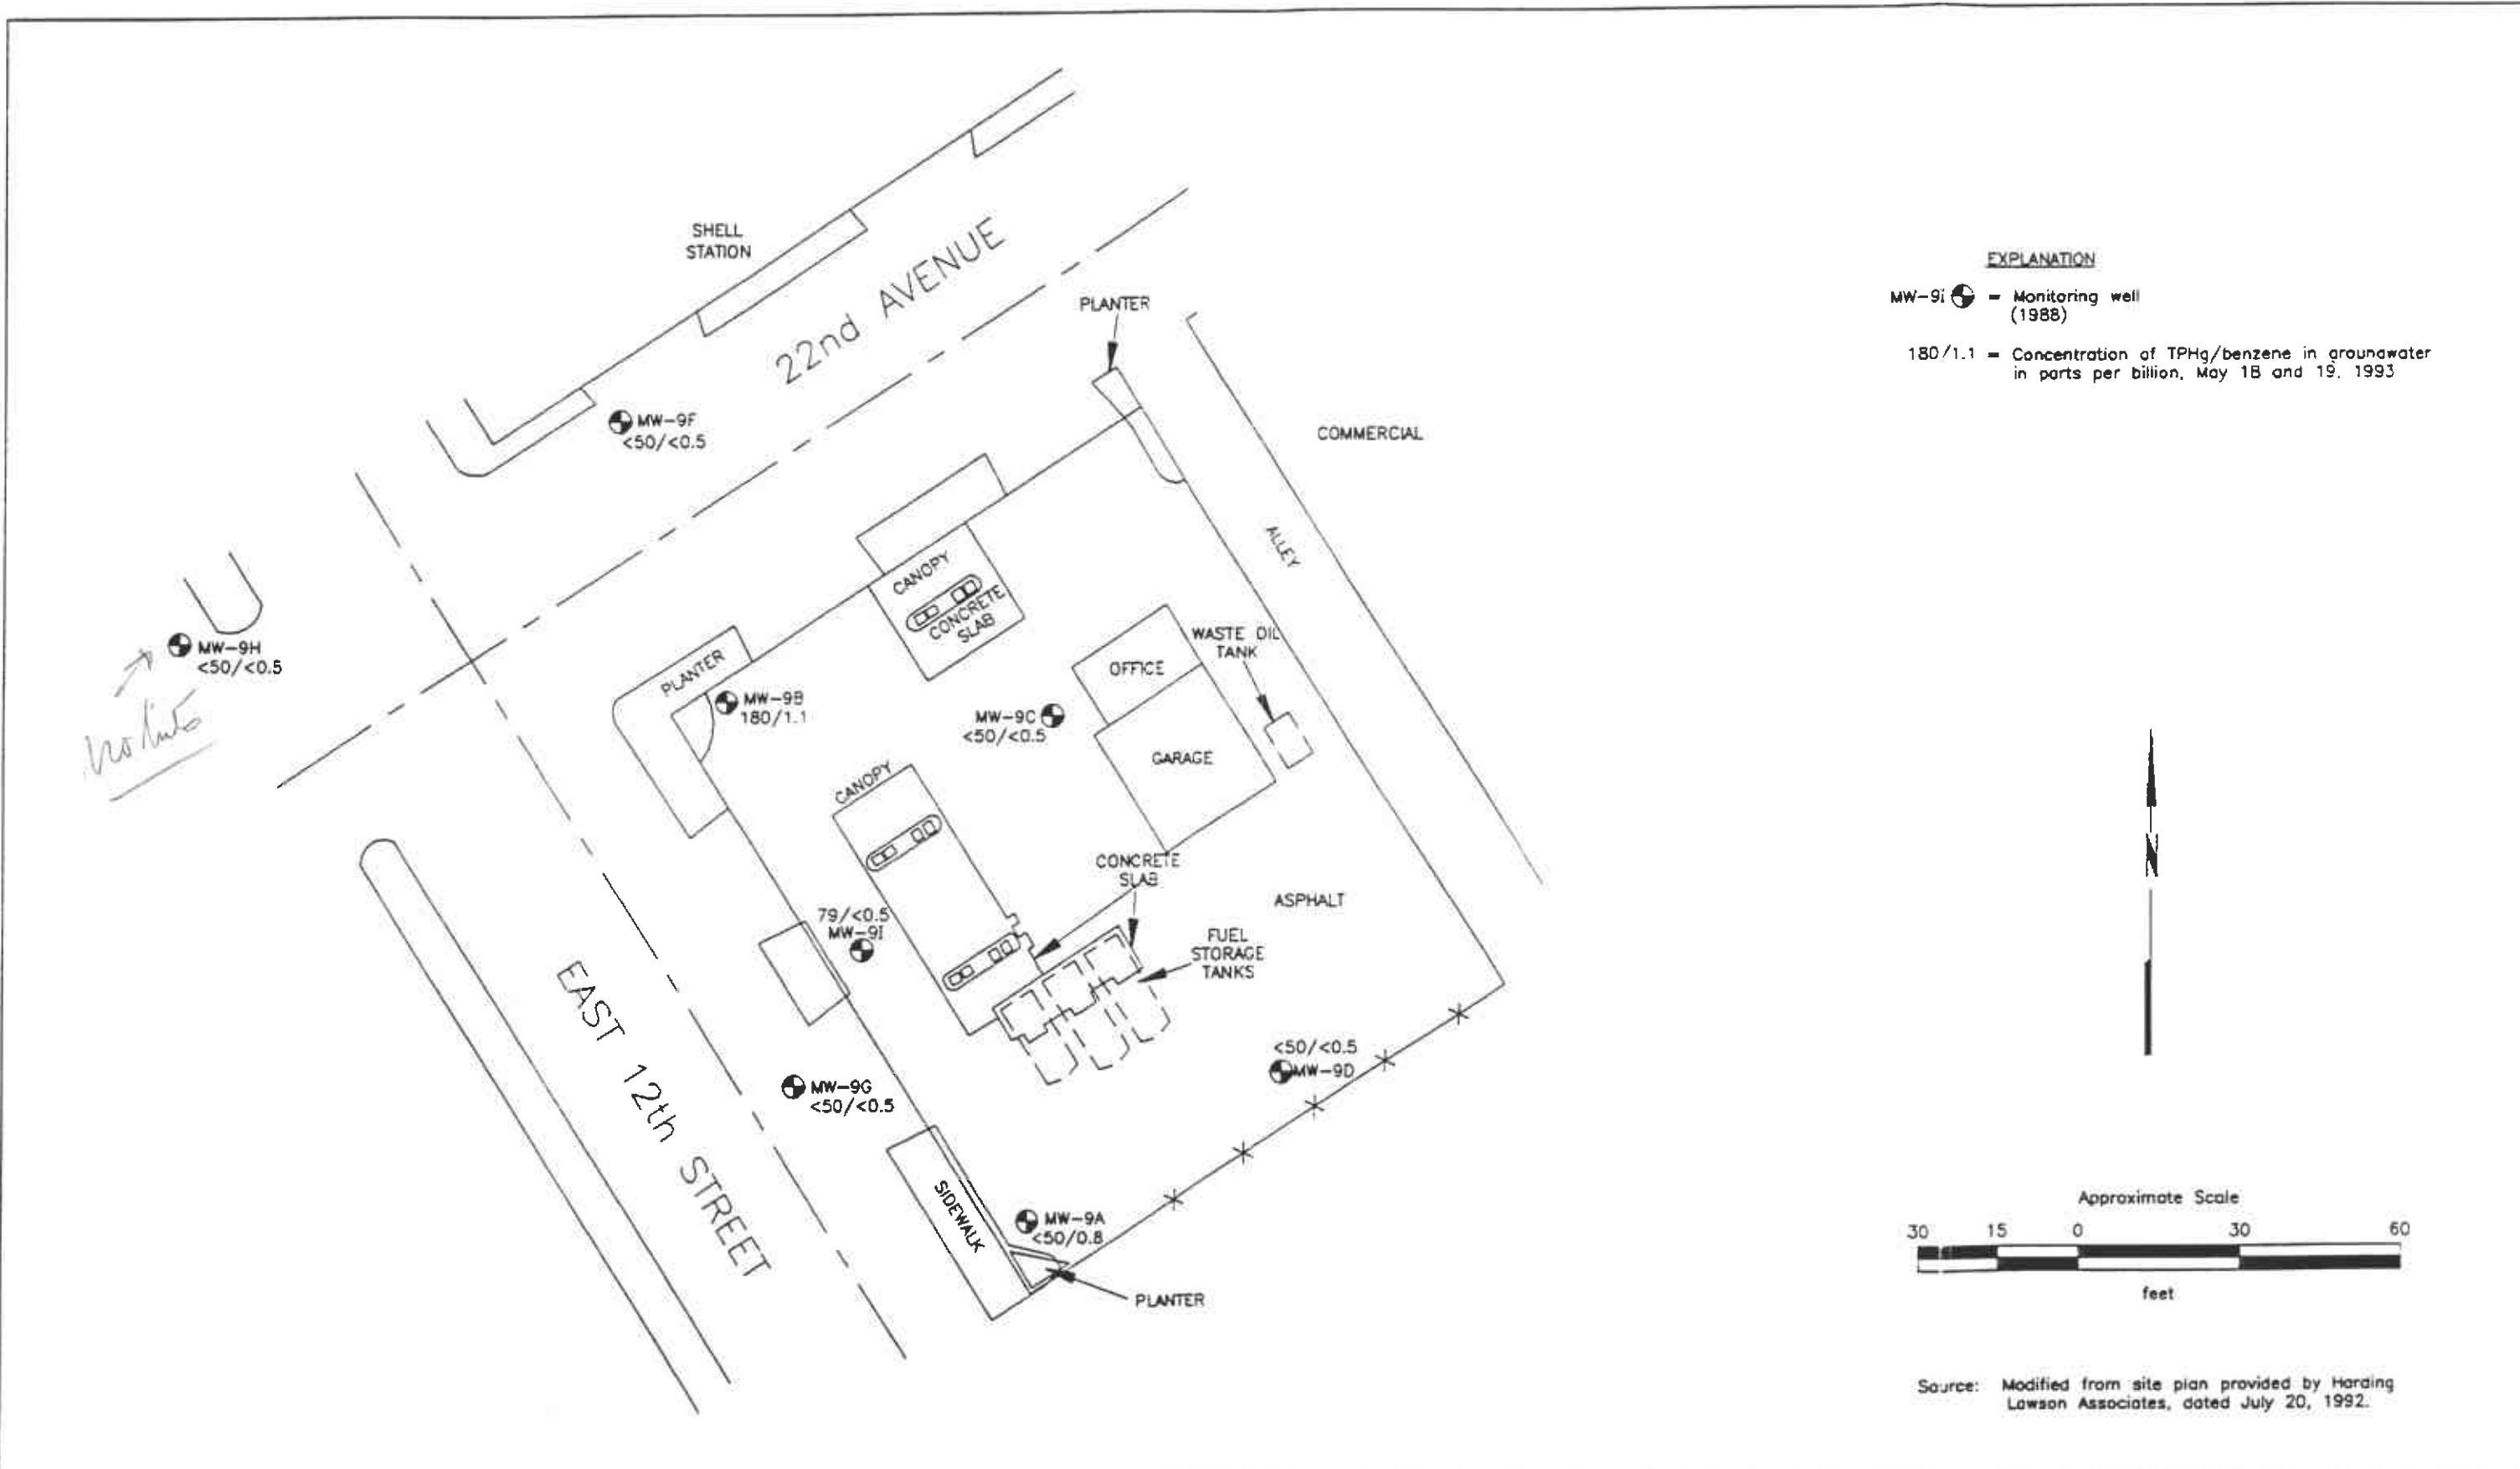 SHELL
STATION
22nd AVENUE
PLANTER
EXPLANATION
MW-9i = Monitoring well
(1988)
180/1.1 = Concentration of TPHg/benzene in groundwater
in parts per billion, May 18 and 19, 1993
MW-9F
<50/<0.5
COMMERCIAL
ALLEY
CANOPY
CONCRETE
SLAB
MW-9H
<50/<0.5
PLANTER
MW-9B
180/1.1
OFFICE
WASTE OIL
TANK
MW-9C
<50/<0.5
GARAGE
CANOPY
CONCRETE
SLAB
ASPHALT
79/<0.5
MW-9I
FUEL
STORAGE
TANKS
EAST 12th STREET
<50/<0.5
MW-9D
MW-9G
<50/<0.5
SIDEWALK
MW-9A
<50/0.8
PLANTER
N
Approximate Scale
30 15 0 30 60
feet
Source: Modified from site plan provided by Harding
Lawson Associates, dated July 20, 1992.